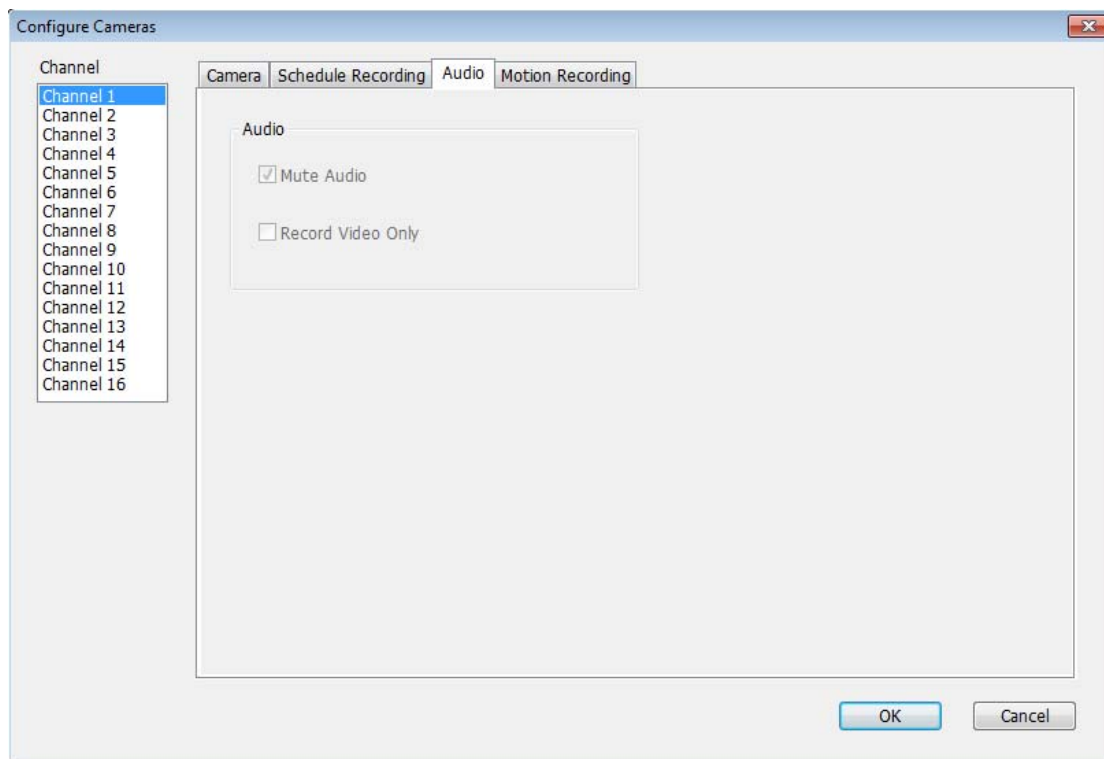 Configure Cameras
Channel
Channel 1
Channel 2
Channel 3
Channel 4
Channel 5
Channel 6
Channel 7
Channel 8
Channel 9
Channel 10
Channel 11
Channel 12
Channel 13
Channel 14
Channel 15
Channel 16
Camera
Schedule Recording
Audio
Motion Recording
Audio
Mute Audio
Record Video Only
OK
Cancel